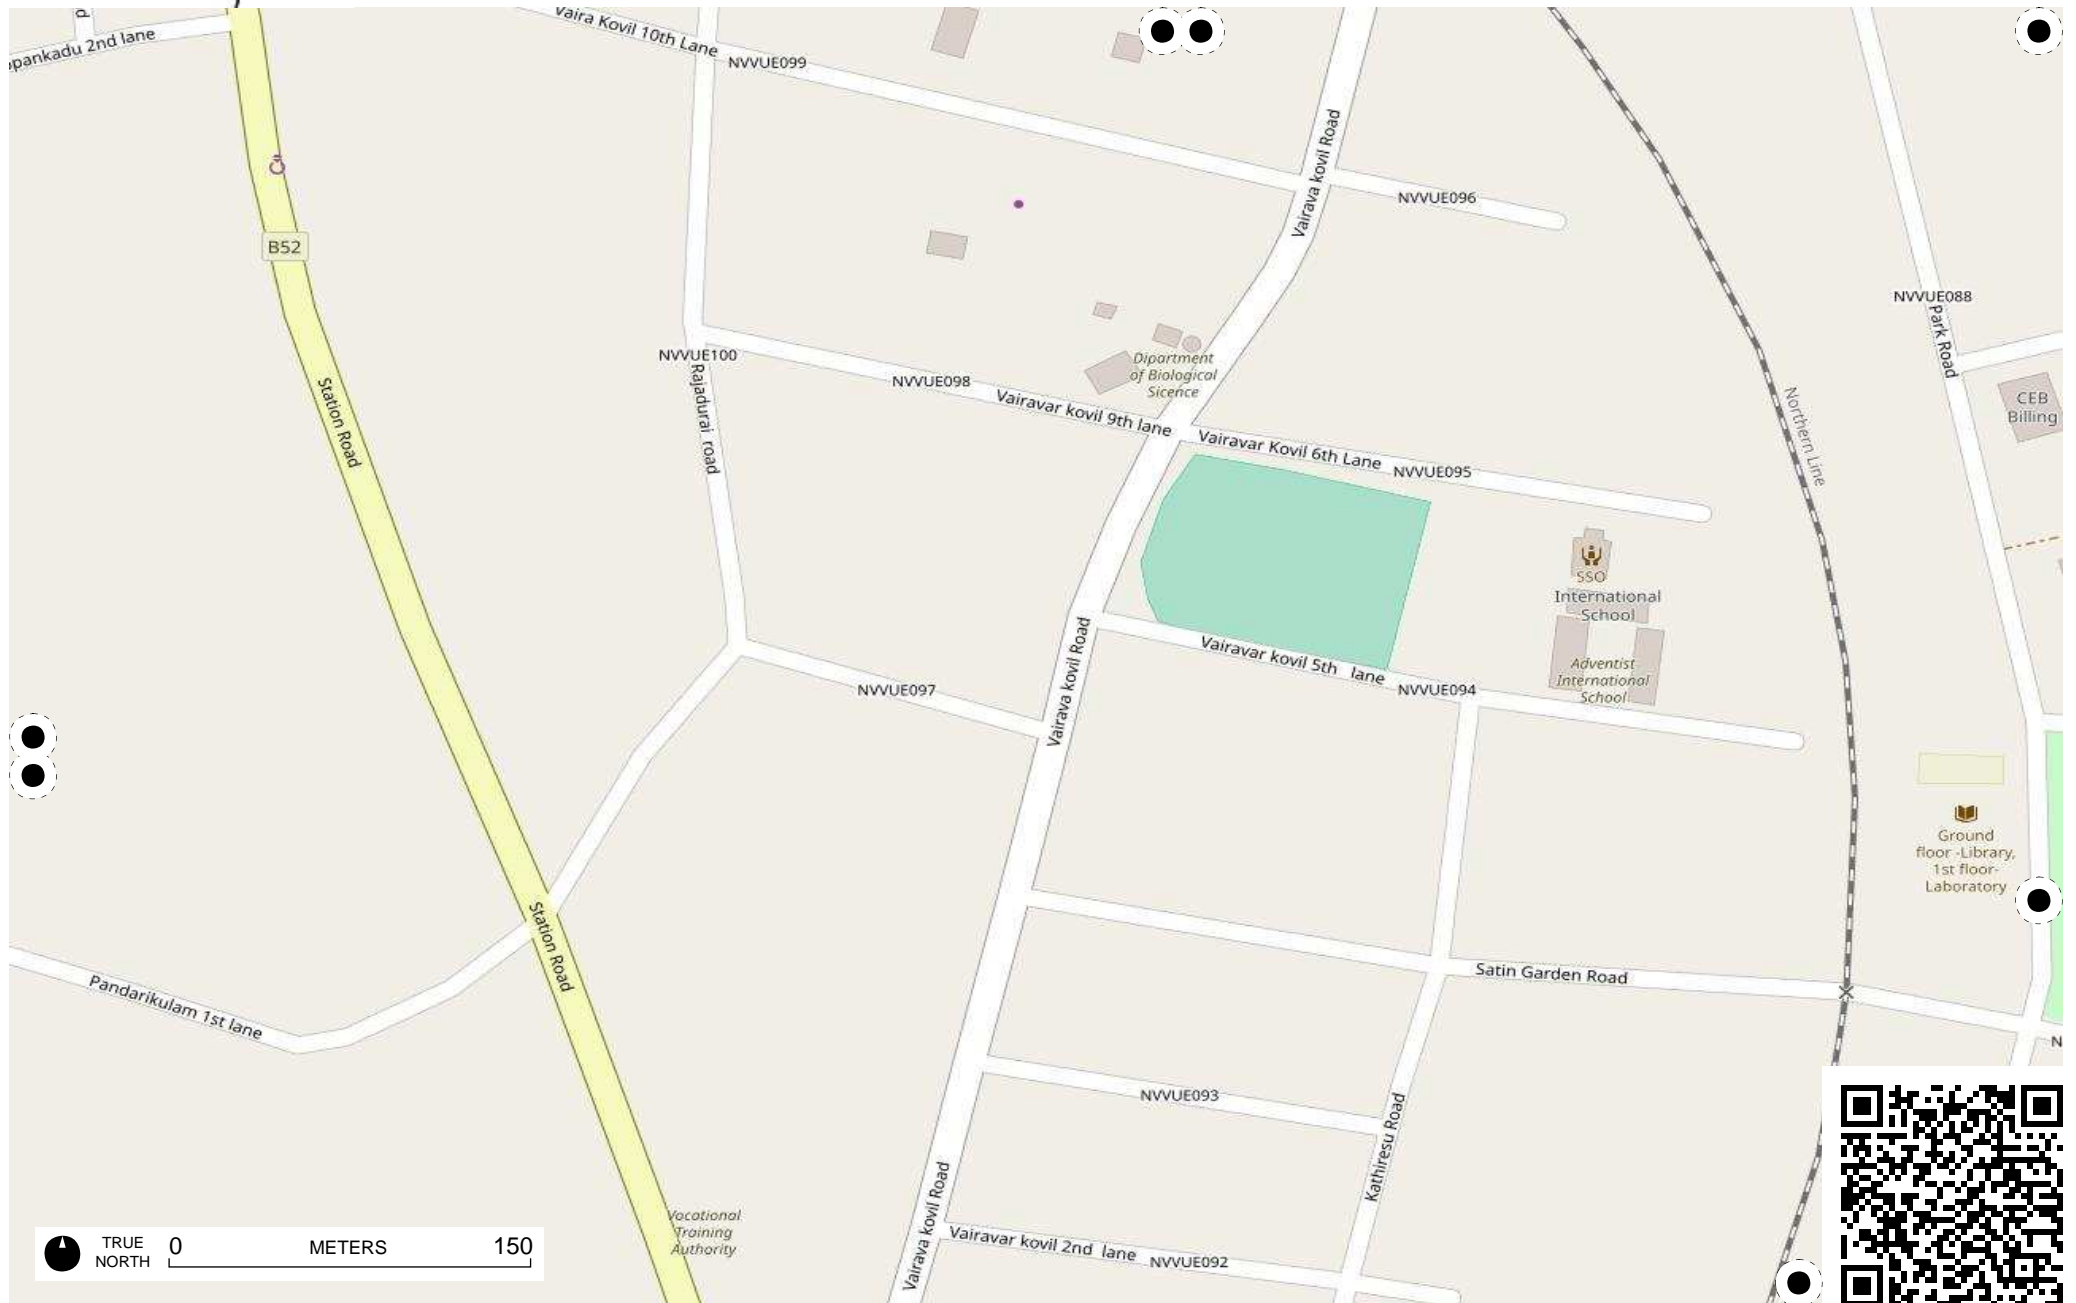 Vaira Kovil 10th Lane
2nd lane
NVVUE099
Vairava kovil Road
NVVUE096
B52
NVVUE088
Park Road
NVVUE100
Rajadurai road
NVVUE098
Vairavar kovil 9th lane
Dipartment
of Biological
Sicence
Station Road
Vairavar Kovil 6th Lane
NVVUE095
Northern Line
CEB
Billing
SSO
International
School
Adventist
International
School
Vairava kovil Road
Vairavar kovil 5th lane
NVVUE094
NVVUE097
Ground
floor -Library,
1st floor-
Laboratory
Station Road
Pandarikulam 1st lane
Satin Garden Road
NVVUE093
Kathiresu Road
Vairava kovil Road
Vocational
Training
Authority
Vairavar kovil 2nd lane
NVVUE092
TRUE
NORTH
0 METERS 150